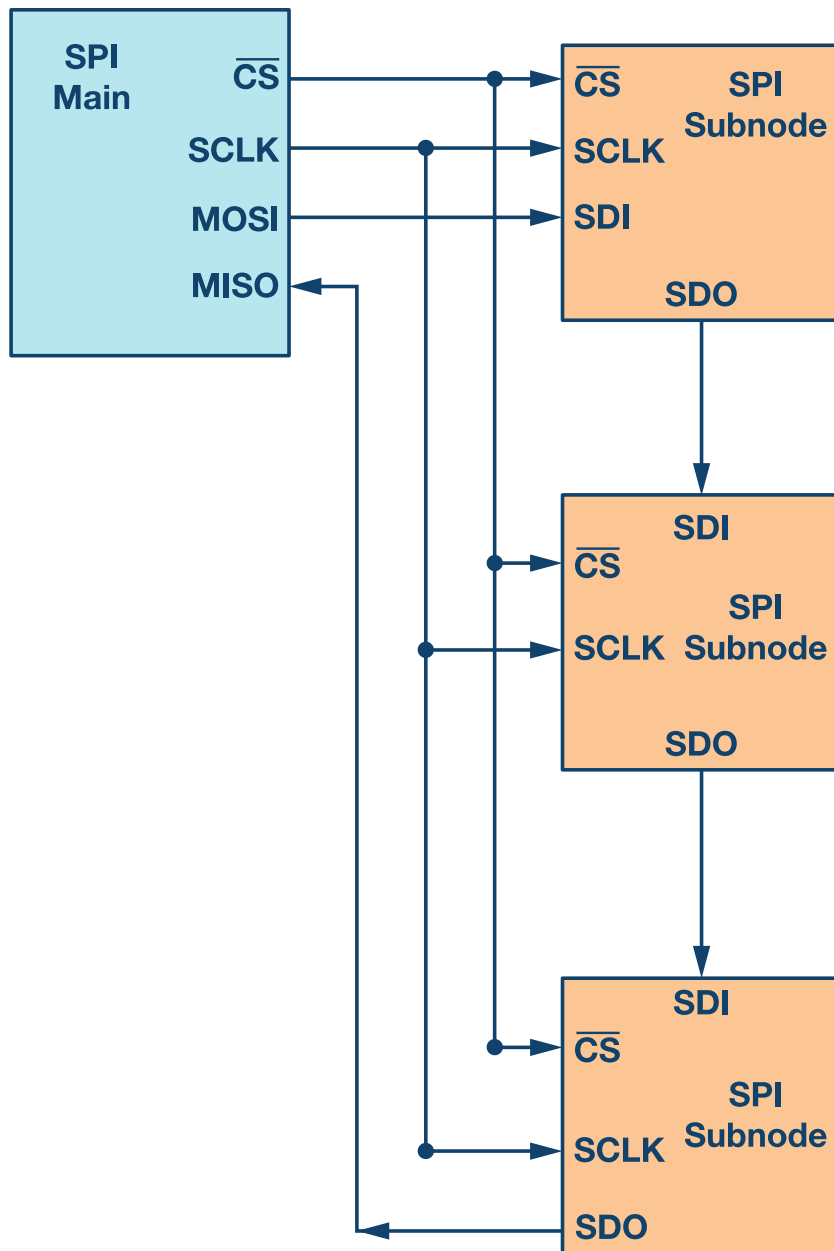 SPI
Main
CS
SCLK
MOSI
MISO
CS
SPI
Subnode
SCLK
SDI
SDO
SDI
CS
SPI
Subnode
SCLK
SDO
SDI
CS
SPI
Subnode
SCLK
SDO